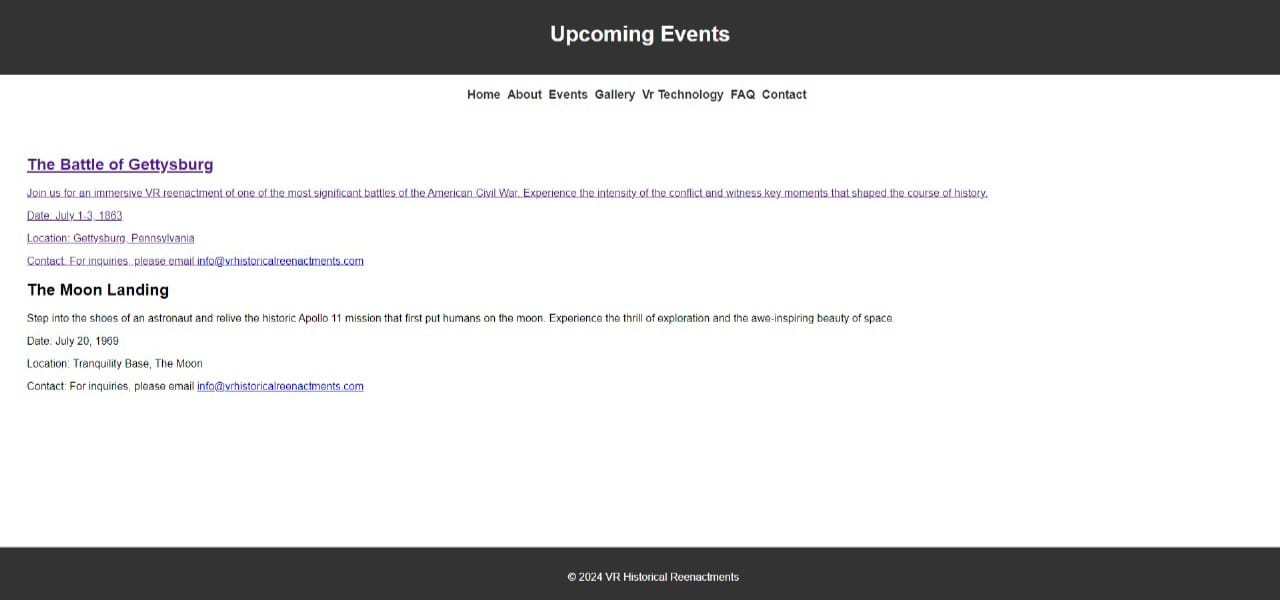 Upcoming Events
Home About Events Gallery Vr Technology FAQ Contact
The Battle of Gettysburg
Join us for an immersive VR reenactment of one of the most significant battles of the American Civil War. Experience the intensity of the conflict and witness key moments that shaped the course of history.
Date: July 1-3, 1863
Location: Gettysburg, Pennsylvania
Contact: For inquiries, please email info@vrhistoricalreenactments.com
The Moon Landing
Step into the shoes of an astronaut and relive the historic Apollo 11 mission that first put humans on the moon. Experience the thrill of exploration and the awe-inspiring beauty of space.
Date: July 20, 1969
Location: Tranquility Base, The Moon
Contact: For inquiries, please email info@vrhistoricalreenactments.com
© 2024 VR Historical Reenactments